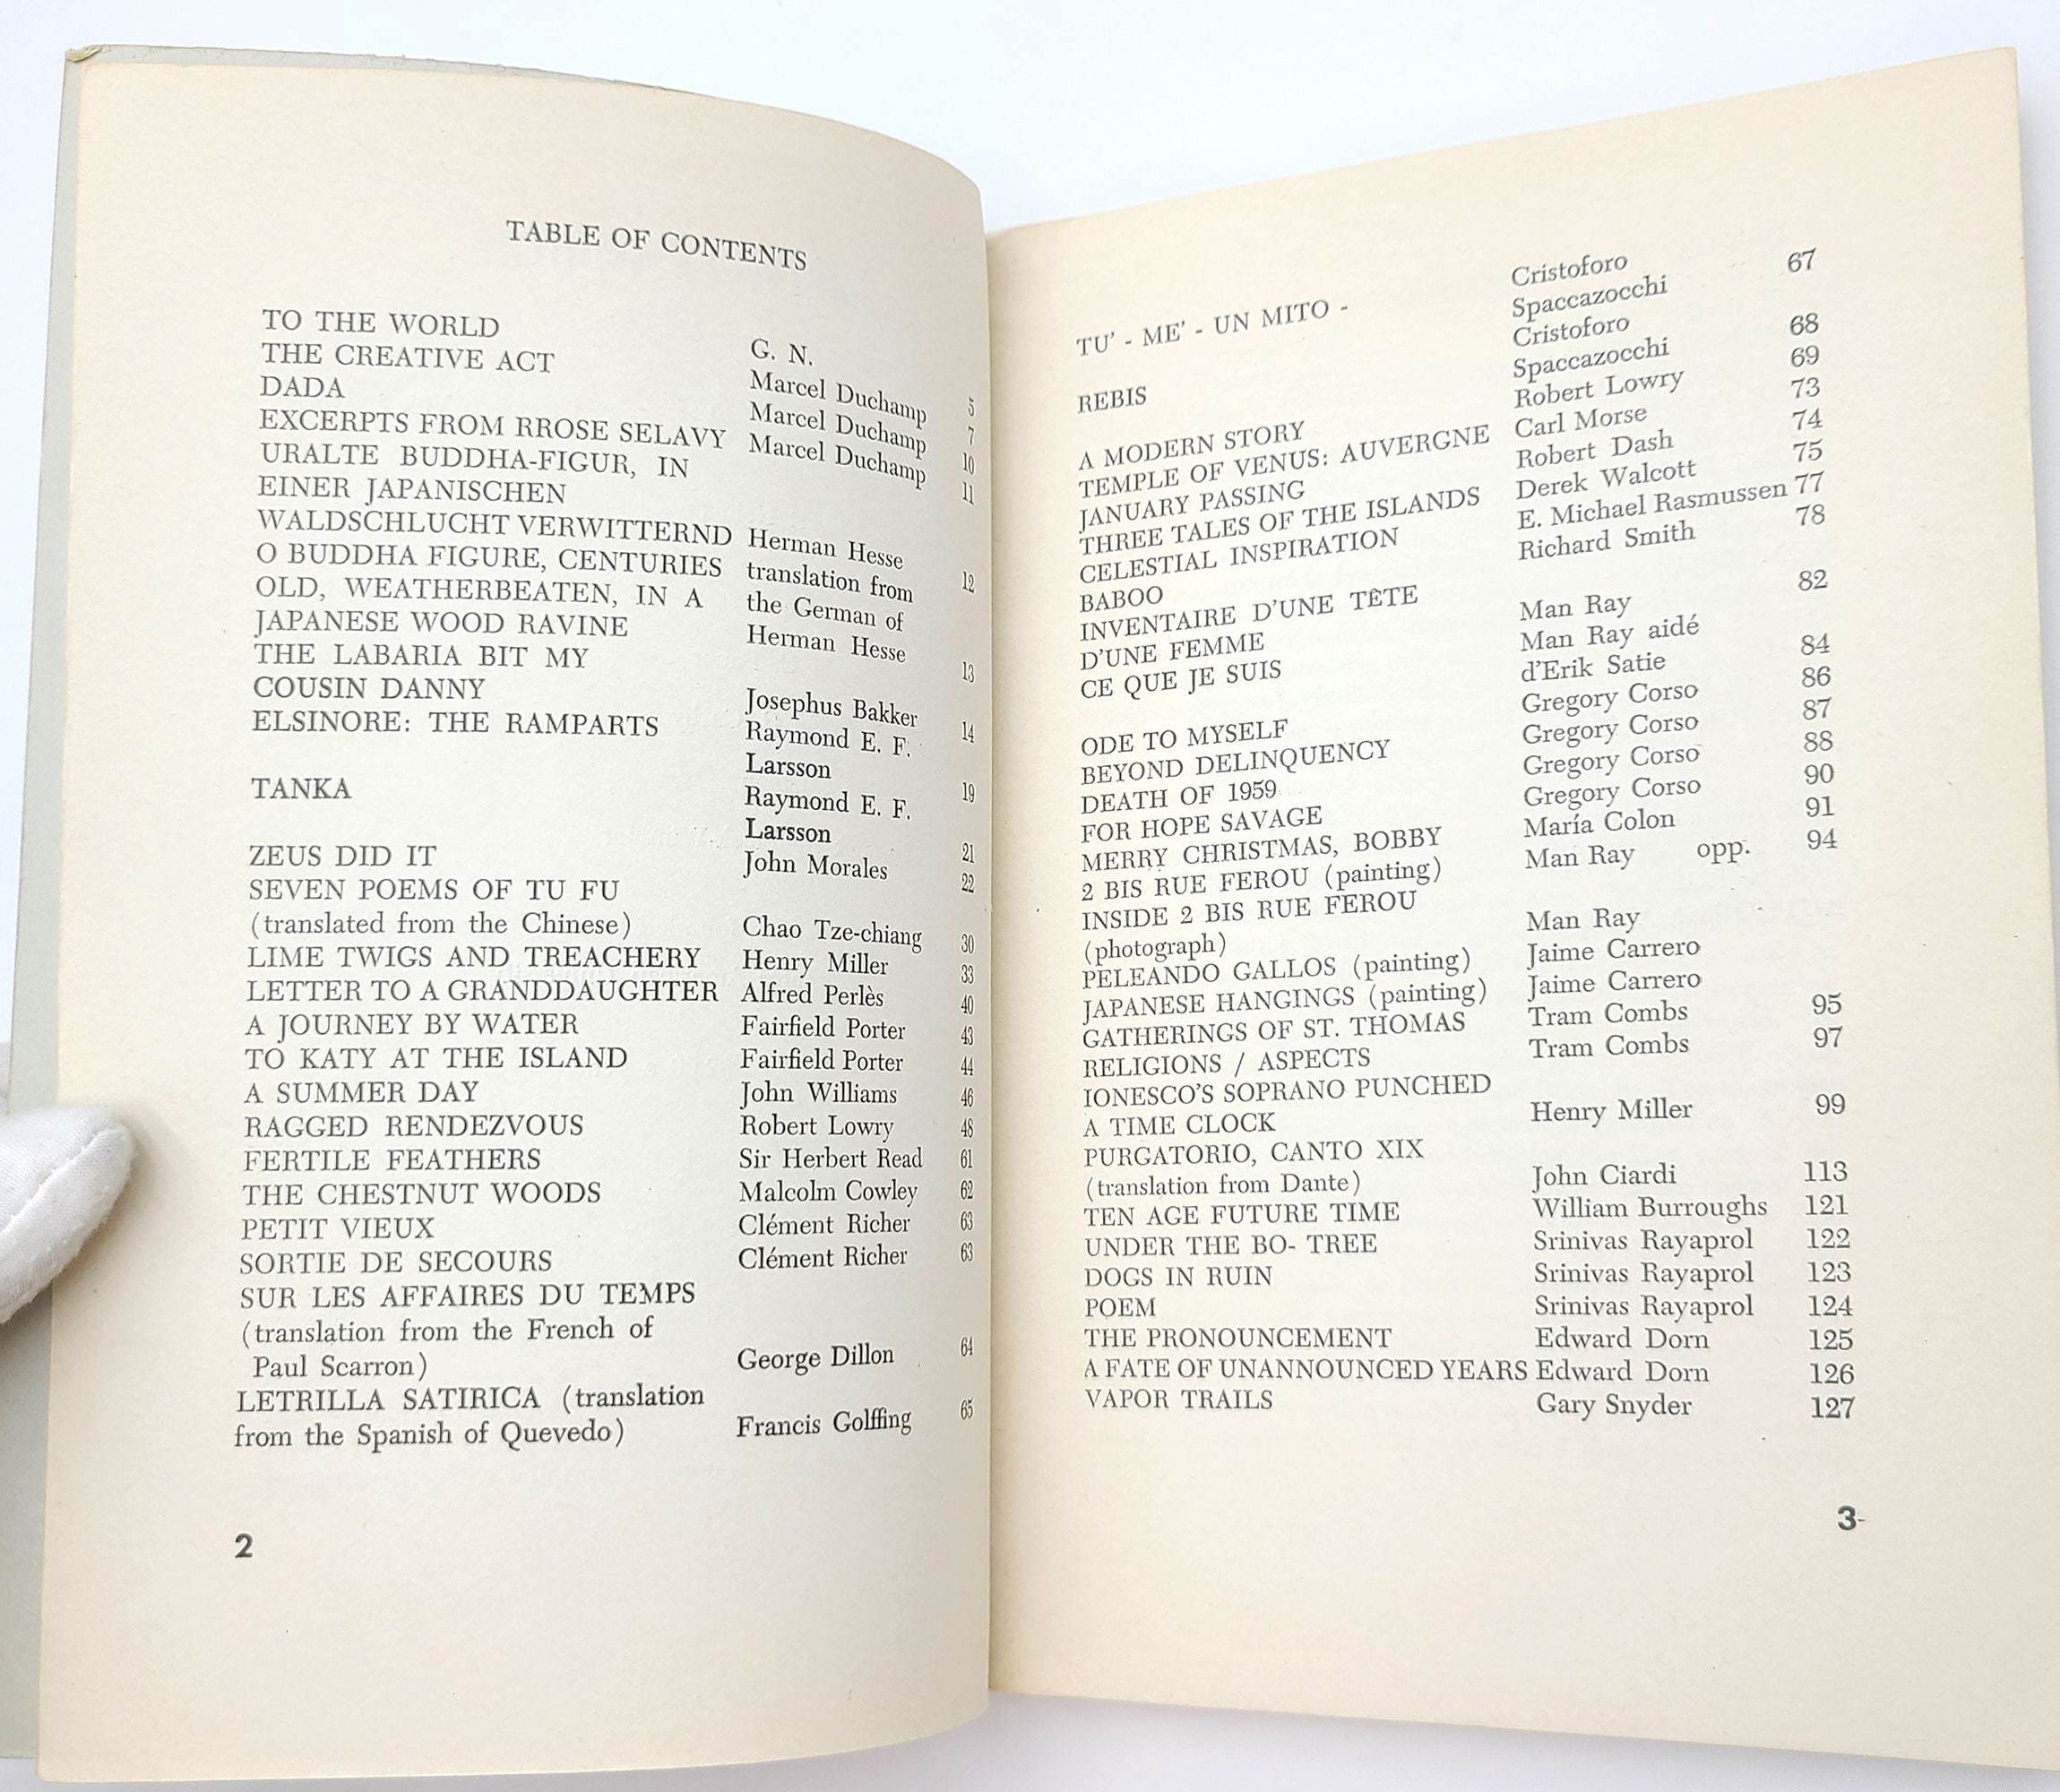 TABLE OF CONTENTS
TO THE WORLD G. N. 5
THE CREATIVE ACT Marcel Duchamp 7
DADA Marcel Duchamp 10
EXCERPTS FROM RROSE SELAVY Marcel Duchamp 11
URALTE BUDDHA-FIGUR, IN
EINER JAPANISCHEN
WALDSCHLUCHT VERWITTERND Herman Hesse 12
O BUDDHA FIGURE, CENTURIES translation from
OLD, WEATHERBEATEN, IN A the German of
JAPANESE WOOD RAVINE Herman Hesse 13
THE LABARIA BIT MY
COUSIN DANNY Josephus Bakker 14
ELSINORE: THE RAMPARTS Raymond E. F.
Larsson 19
TANKA Raymond E. F.
Larsson 21
ZEUS DID IT John Morales 22
SEVEN POEMS OF TU FU
(translated from the Chinese) Chao Tze-chiang 30
LIME TWIGS AND TREACHERY Henry Miller 33
LETTER TO A GRANDDAUGHTER Alfred Perlès 40
A JOURNEY BY WATER Fairfield Porter 43
TO KATY AT THE ISLAND Fairfield Porter 44
A SUMMER DAY John Williams 46
RAGGED RENDEZVOUS Robert Lowry 48
FERTILE FEATHERS Sir Herbert Read 61
THE CHESTNUT WOODS Malcolm Cowley 62
PETIT VIEUX Clément Richer 63
SORTIE DE SECOURS Clément Richer 63
SUR LES AFFAIRES DU TEMPS
(translation from the French of
Paul Scarron) George Dillon 64
LETRILLA SATIRICA (translation
from the Spanish of Quevedo) Francis Golffing 65
2
TU' - ME' - UN MITO - Cristoforo
Spaccazocchi 67
REBIS Cristoforo
Spaccazocchi 68
A MODERN STORY Robert Lowry 69
TEMPLE OF VENUS: AUVERGNE Carl Morse 73
JANUARY PASSING Robert Dash 74
THREE TALES OF THE ISLANDS Derek Walcott 75
CELESTIAL INSPIRATION E. Michael Rasmussen 77
BABOO Richard Smith 78
INVENTAIRE D'UNE TÊTE
D'UNE FEMME Man Ray 82
CE QUE JE SUIS Man Ray aidé
d'Erik Satie 84
ODE TO MYSELF Gregory Corso 86
BEYOND DELINQUENCY Gregory Corso 87
DEATH OF 1959 Gregory Corso 88
FOR HOPE SAVAGE Gregory Corso 90
MERRY CHRISTMAS, BOBBY María Colon 91
2 BIS RUE FEROU (painting) Man Ray opp. 94
INSIDE 2 BIS RUE FEROU
(photograph) Man Ray
PELEANDO GALLOS (painting) Jaime Carrero
JAPANESE HANGINGS (painting) Jaime Carrero
GATHERINGS OF ST. THOMAS Tram Combs 95
RELIGIONS / ASPECTS Tram Combs 97
IONESCO'S SOPRANO PUNCHED
A TIME CLOCK Henry Miller 99
PURGATORIO, CANTO XIX
(translation from Dante) John Ciardi 113
TEN AGE FUTURE TIME William Burroughs 121
UNDER THE BO- TREE Srinivas Rayaprol 122
DOGS IN RUIN Srinivas Rayaprol 123
POEM Srinivas Rayaprol 124
THE PRONOUNCEMENT Edward Dorn 125
A FATE OF UNANNOUNCED YEARS Edward Dorn 126
VAPOR TRAILS Gary Snyder 127
3-